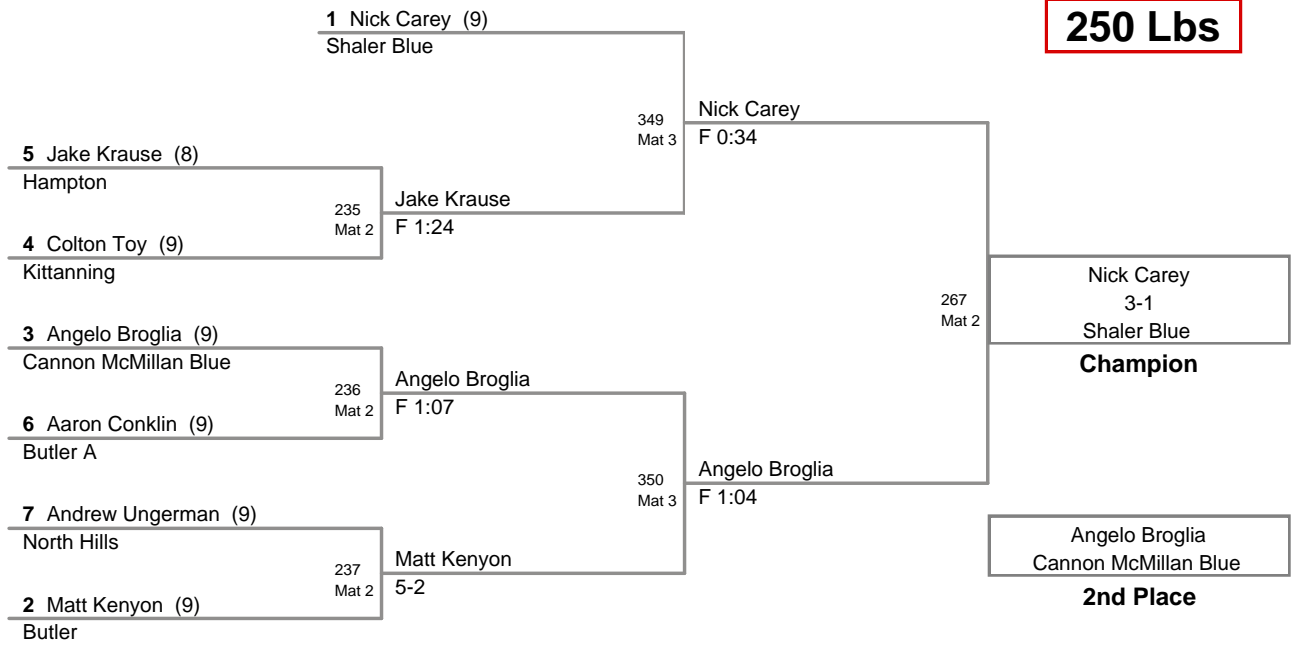 1 Nick Carey (9)
Shaler Blue
250 Lbs
349
Mat 3
Nick Carey
F 0:34
5 Jake Krause (8)
Hampton
235
Mat 2
Jake Krause
F 1:24
4 Colton Toy (9)
Kittanning
267
Mat 2
Nick Carey
3-1
Shaler Blue
Champion
3 Angelo Broglia (9)
Cannon McMillan Blue
236
Mat 2
Angelo Broglia
F 1:07
6 Aaron Conklin (9)
Butler A
350
Mat 3
Angelo Broglia
F 1:04
7 Andrew Ungerman (9)
North Hills
237
Mat 2
Matt Kenyon
5-2
2 Matt Kenyon (9)
Butler
Angelo Broglia
Cannon McMillan Blue
2nd Place